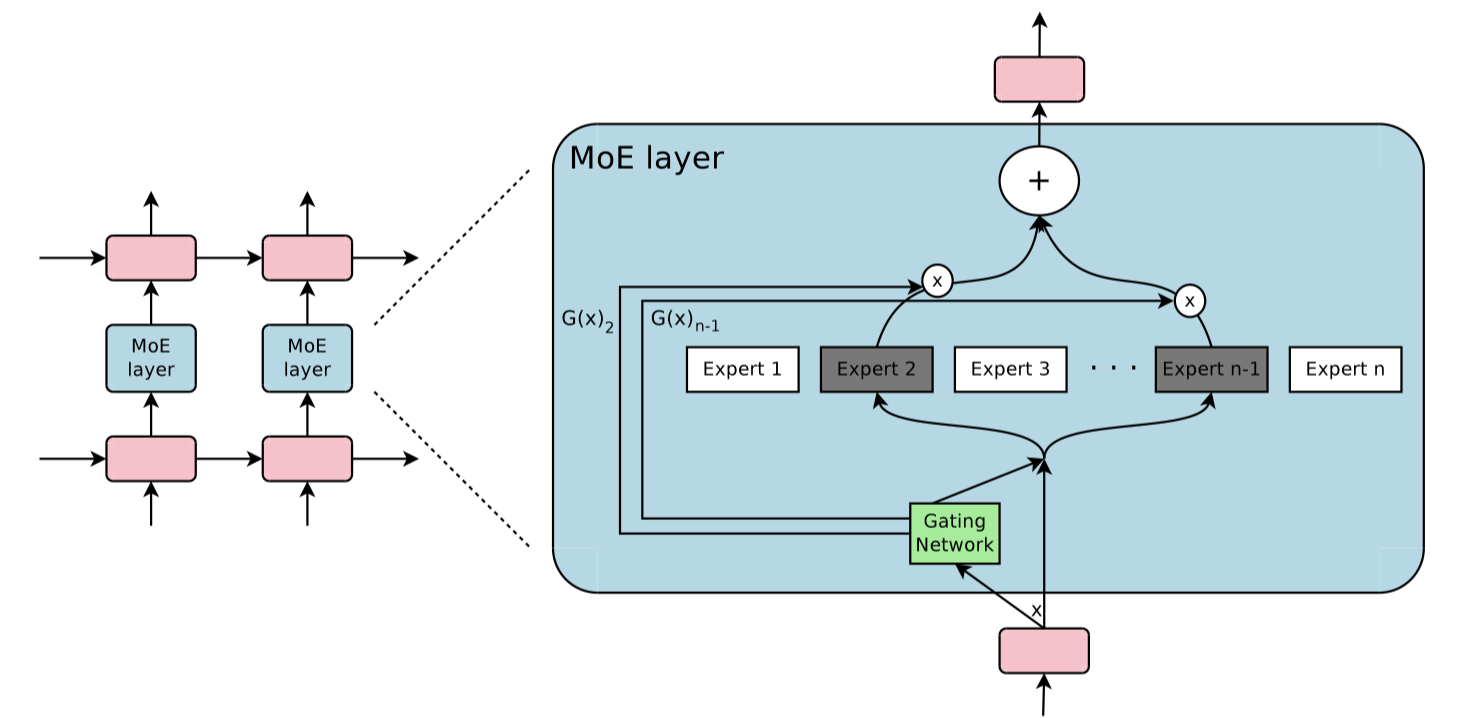 MoE
layer
MoE
layer
MoE layer
+
x
x
G(x)2
G(x)n-1
Expert 1
Expert 2
Expert 3
. . .
Expert n-1
Expert n
Gating
Network
x